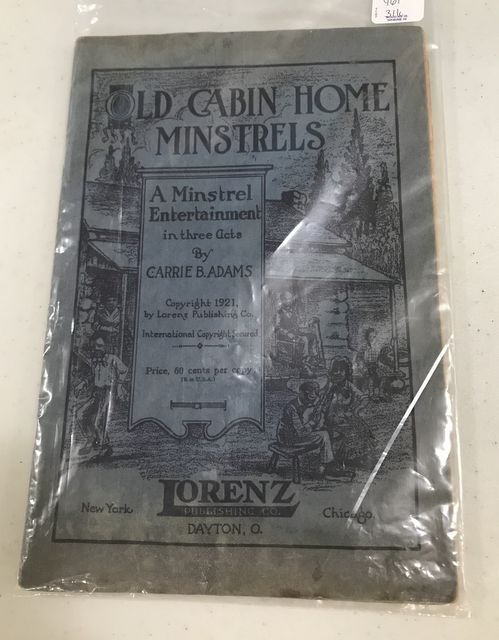 OLD CABIN HOME
MINSTRELS
A Minstrel
Entertainment
in three Acts
By
CARRIE B. ADAMS
Copyright 1921,
by Lorenz Publishing Co.
International Copyright Secured
Price, 60 cents per copy
LORENZ
PUBLISHING CO.
New York
Chicago
DAYTON, O.